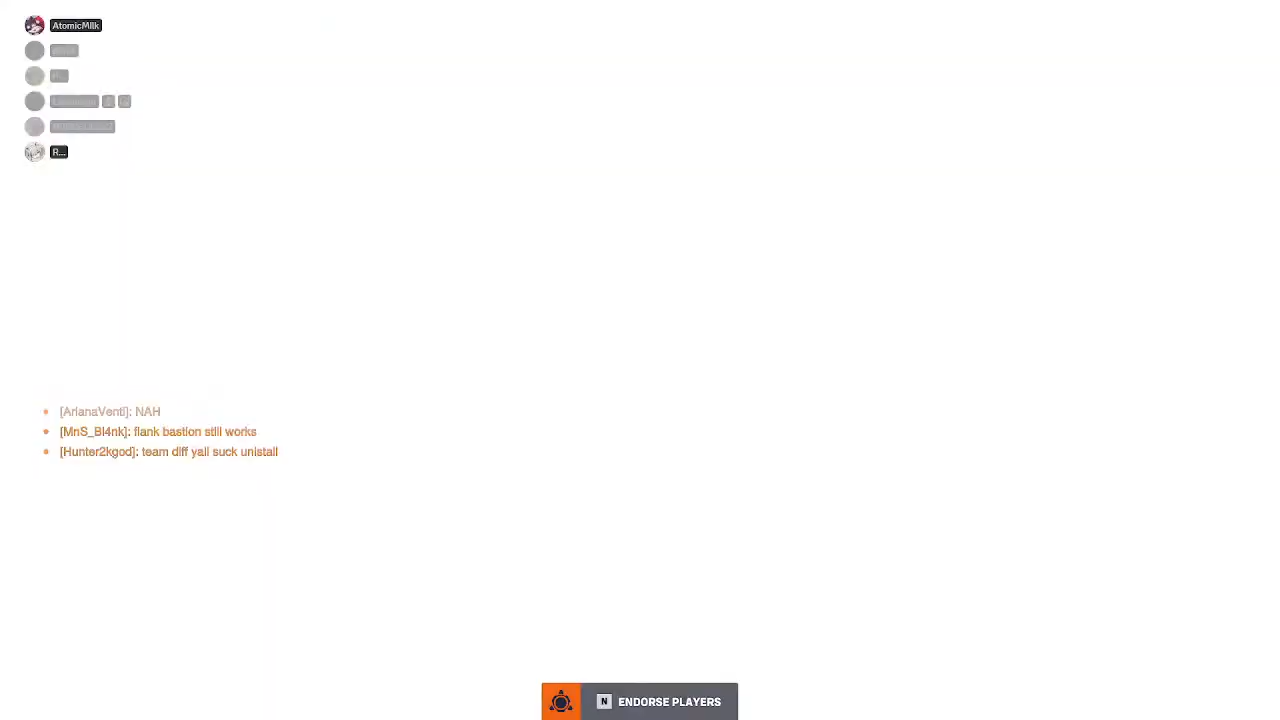 AtomicMilk
R...
[ArianaVenti]: NAH
[MnS_Bl4nk]: flank bastion still works
[Hunter2kgod]: team diff yall suck unistall
N ENDORSE PLAYERS